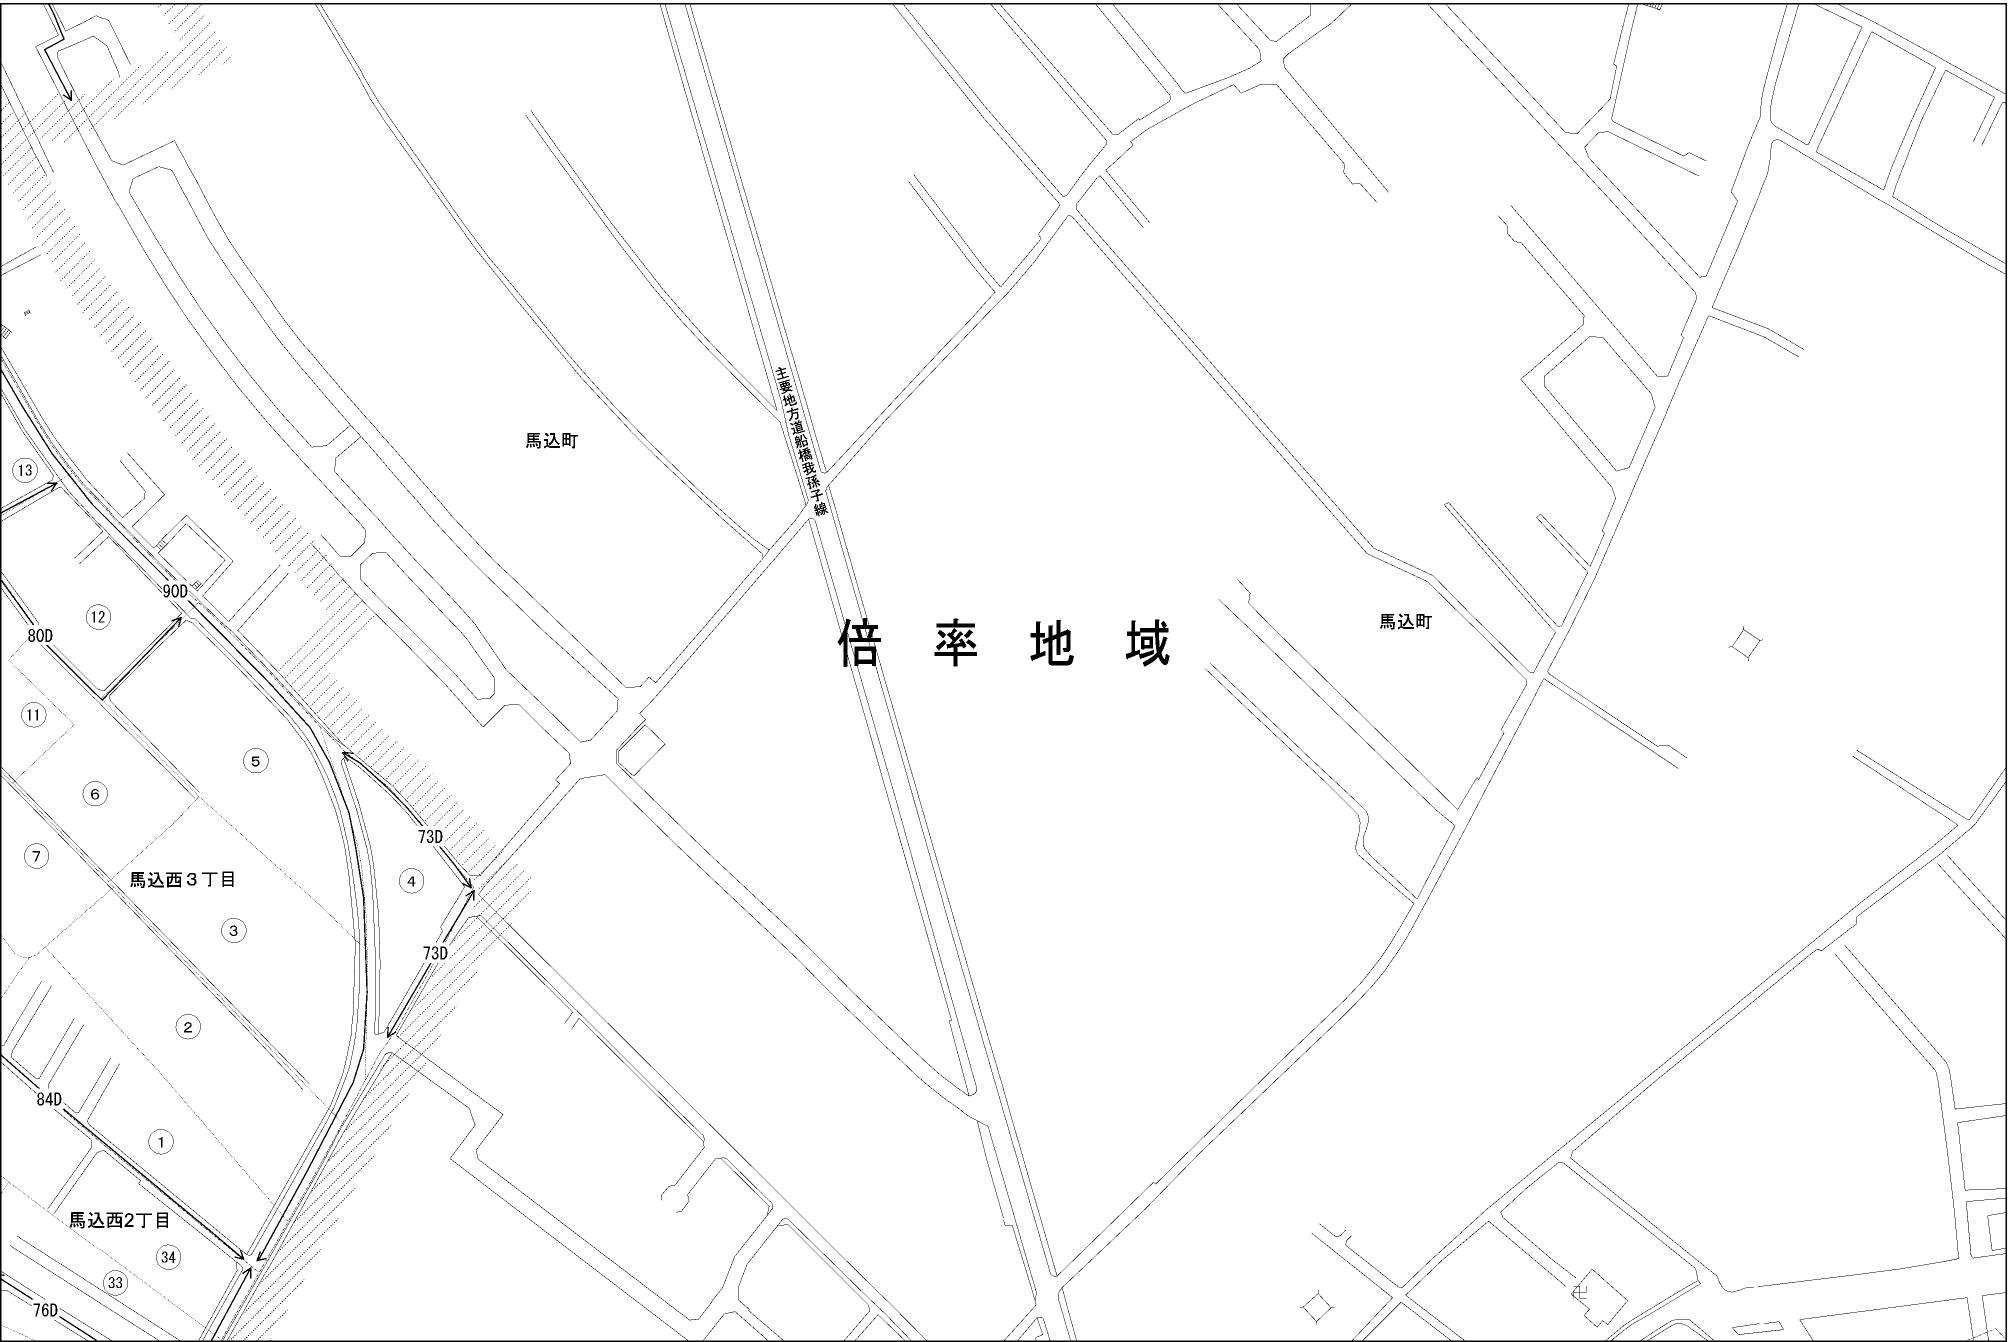 主要地方道船橋我孫子線
馬込町
⑬
90D
⑫
80D
倍率地域
馬込町
⑪
⑤
⑥
73D
⑦
馬込西3丁目
④
③
73D
②
84D
①
馬込西2丁目
㉞
㉝
76D
卍